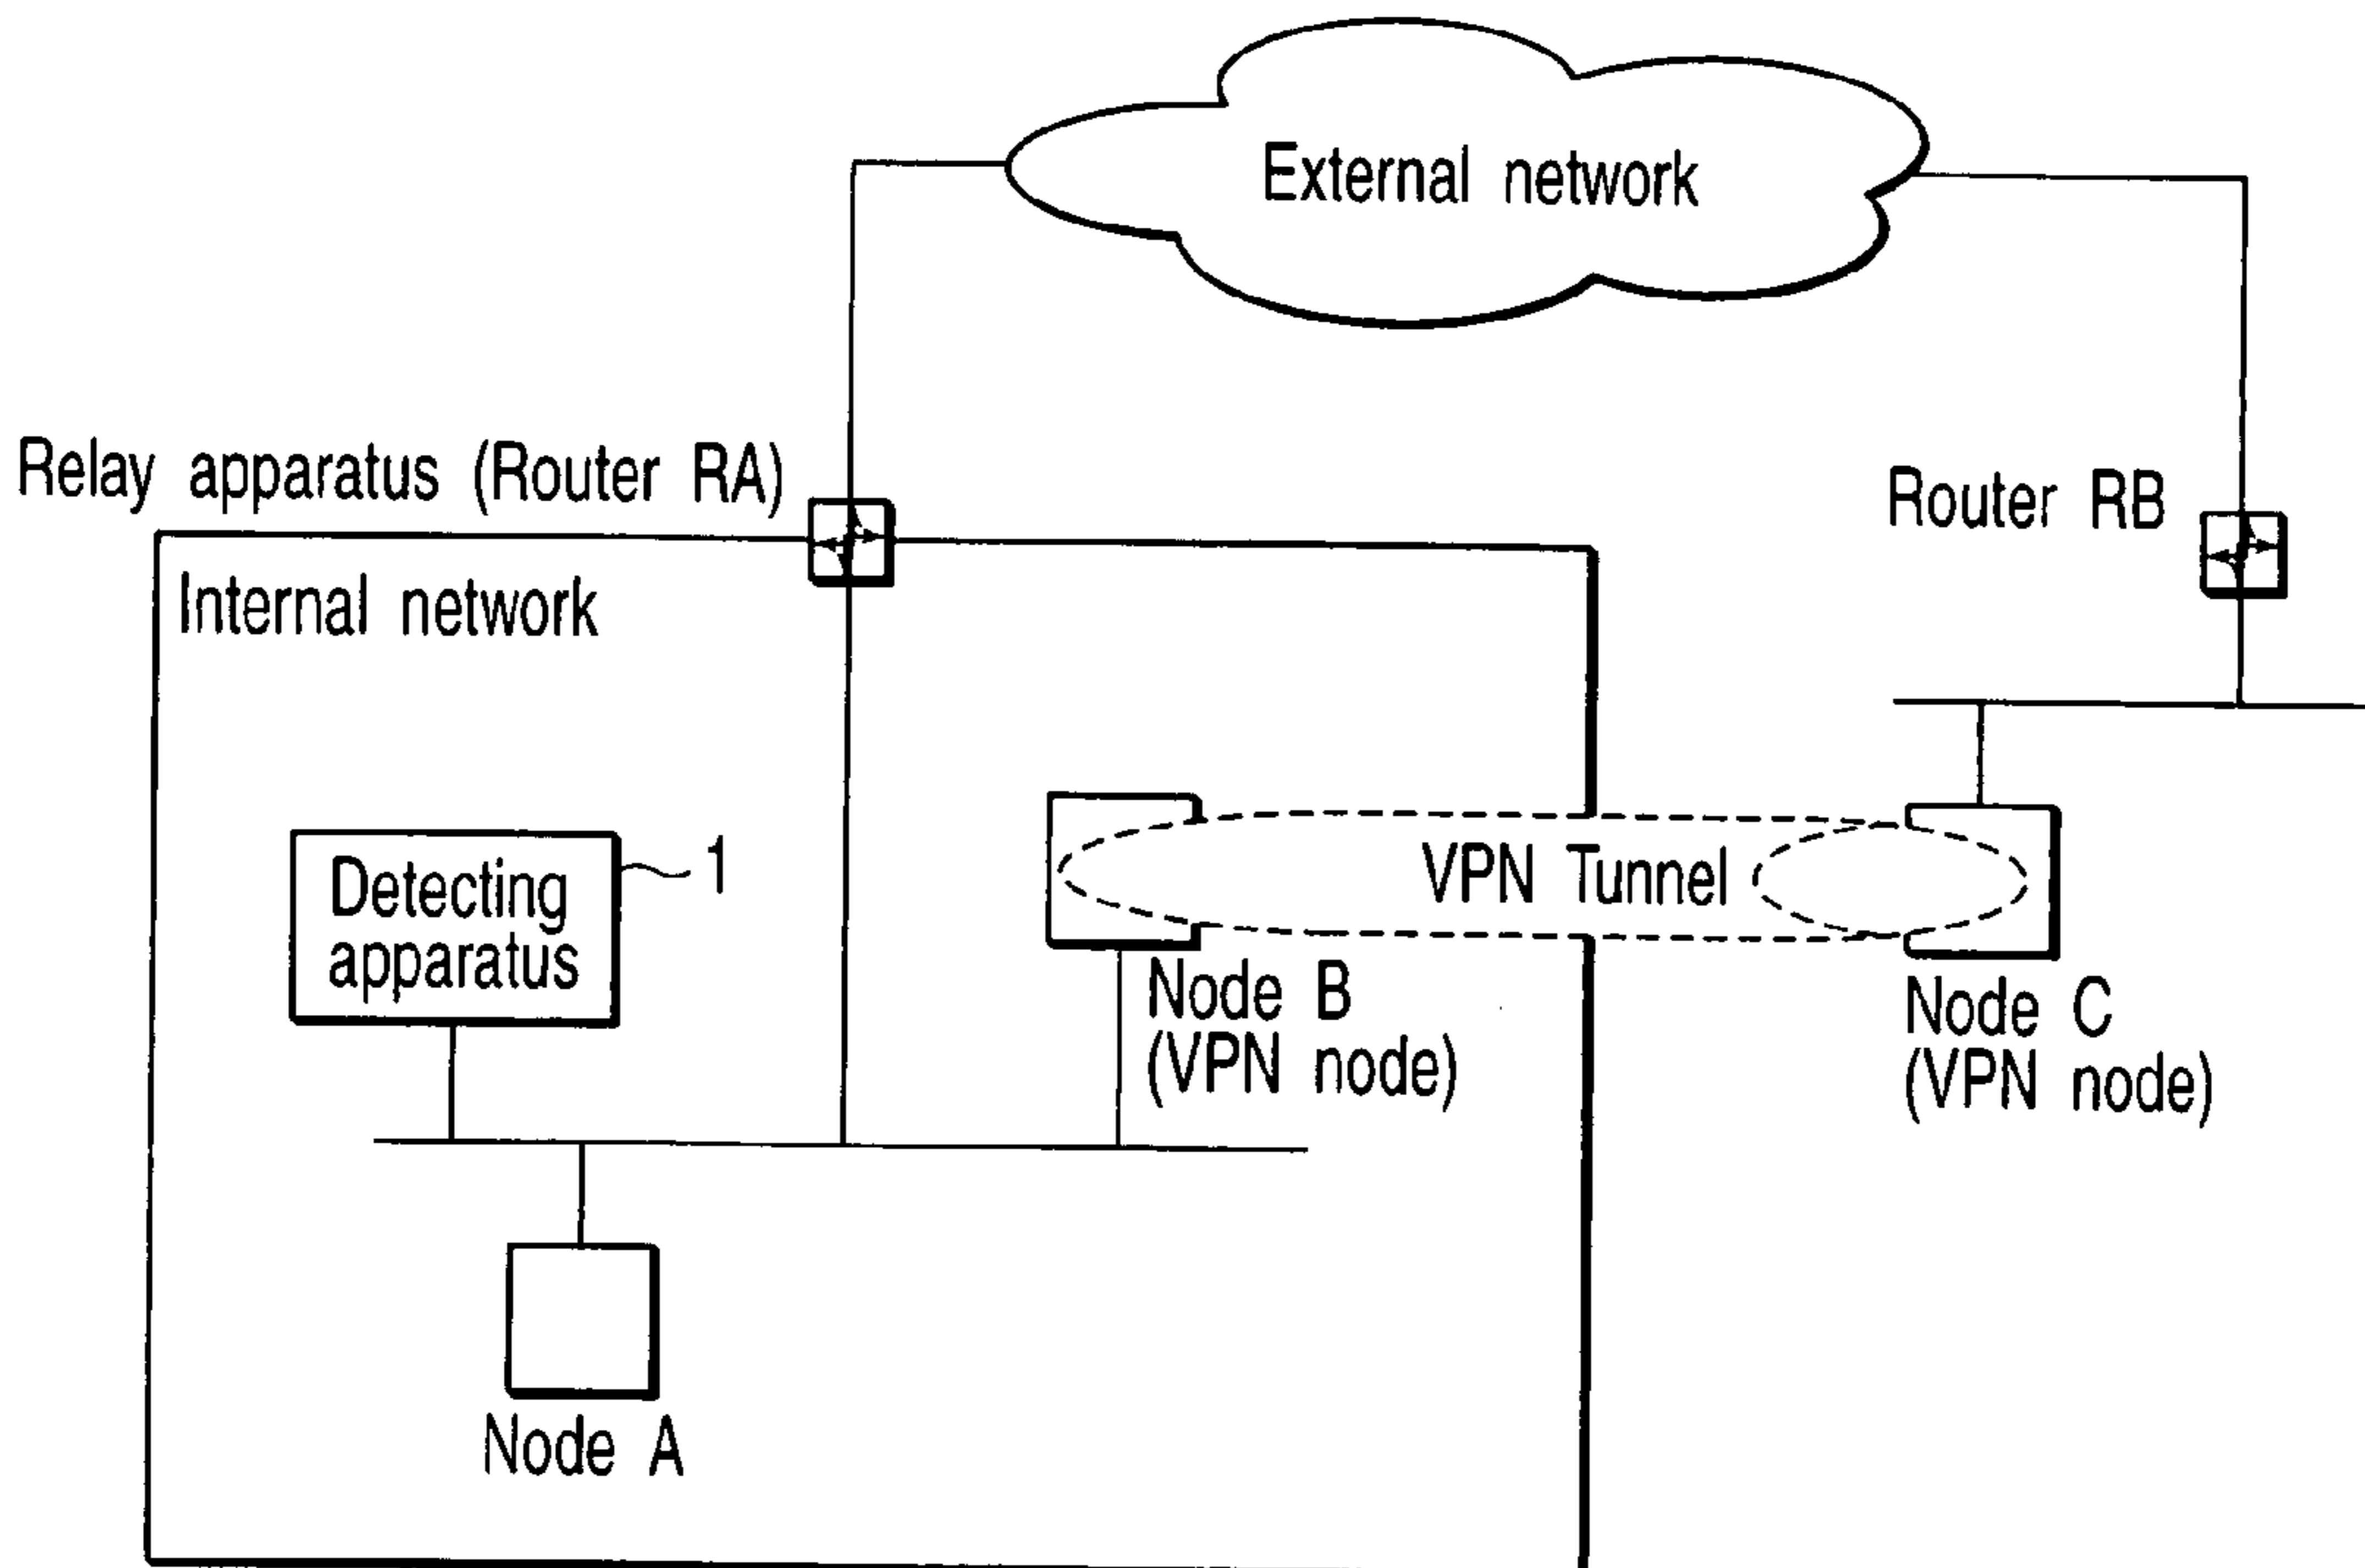 External network
Relay apparatus (Router RA)
Router RB
Internal network
Detecting
apparatus
1
VPN Tunnel
Node B
(VPN node)
Node C
(VPN node)
Node A